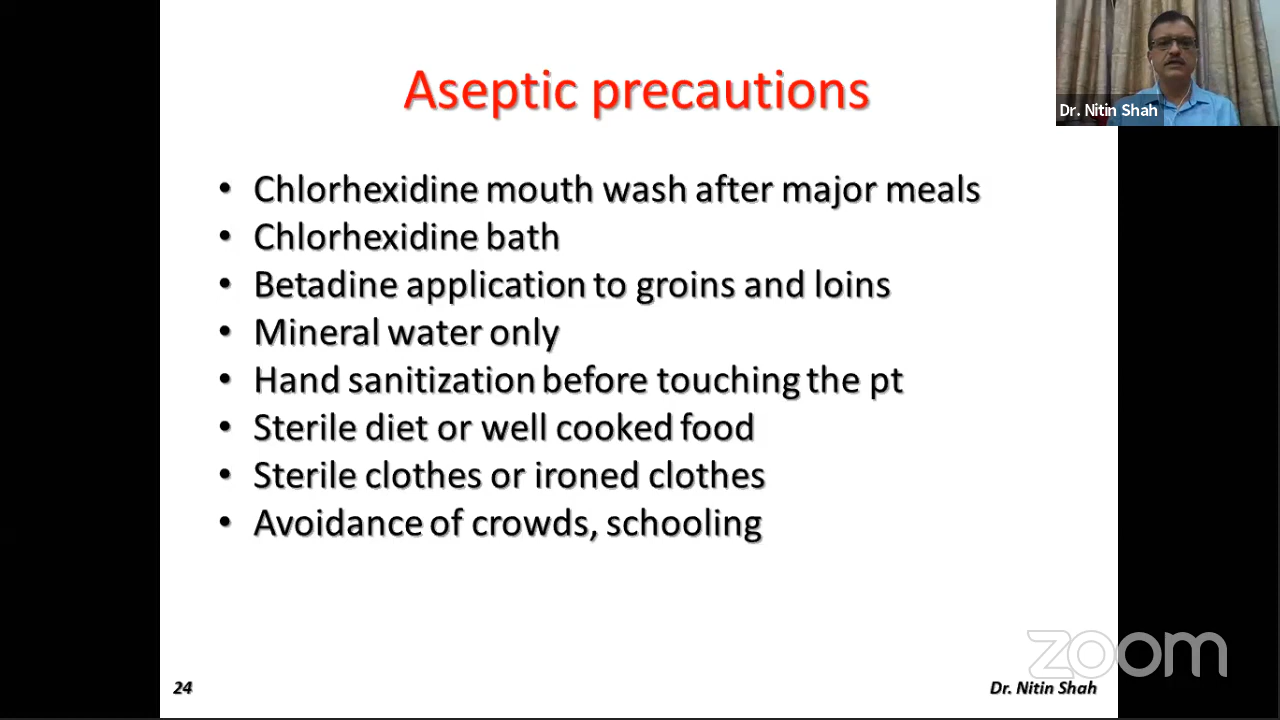 Aseptic precautions
Dr. Nitin Shah
• Chlorhexidine mouth wash after major meals
• Chlorhexidine bath
• Betadine application to groins and loins
• Mineral water only
• Hand sanitization before touching the pt
• Sterile diet or well cooked food
• Sterile clothes or ironed clothes
• Avoidance of crowds, schooling
zoom
24
Dr. Nitin Shah